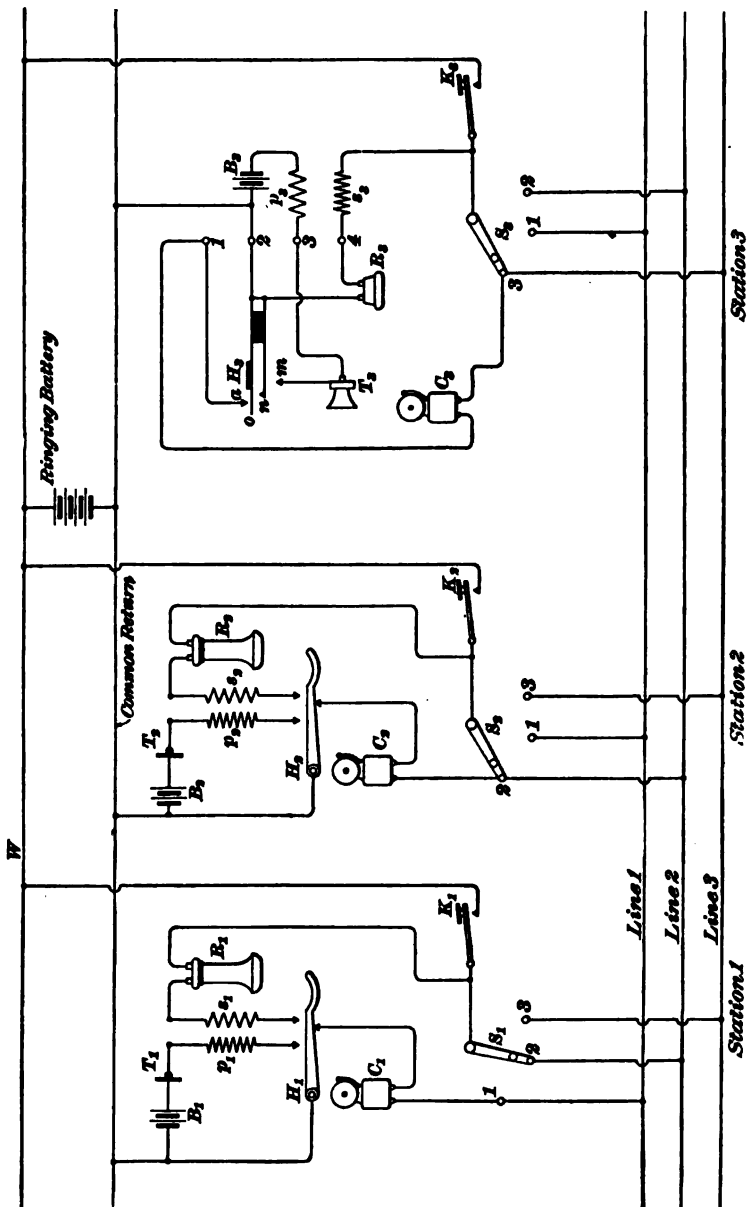 W
Ringing Battery
Common Return
T₁
B₁
p₁
s₁
R₁
H₁
C₁
K₁
S₁
1
2
3
T₂
B₂
p₂
s₂
R₂
H₂
C₂
K₂
S₂
2
1
3
B₃
p₃
s₃
1
2
3
4
a
H₃
o
n
m
T₃
R₃
C₃
K₃
S₃
3
1
2
Line 1
Line 2
Line 3
Station 1
Station 2
Station 3